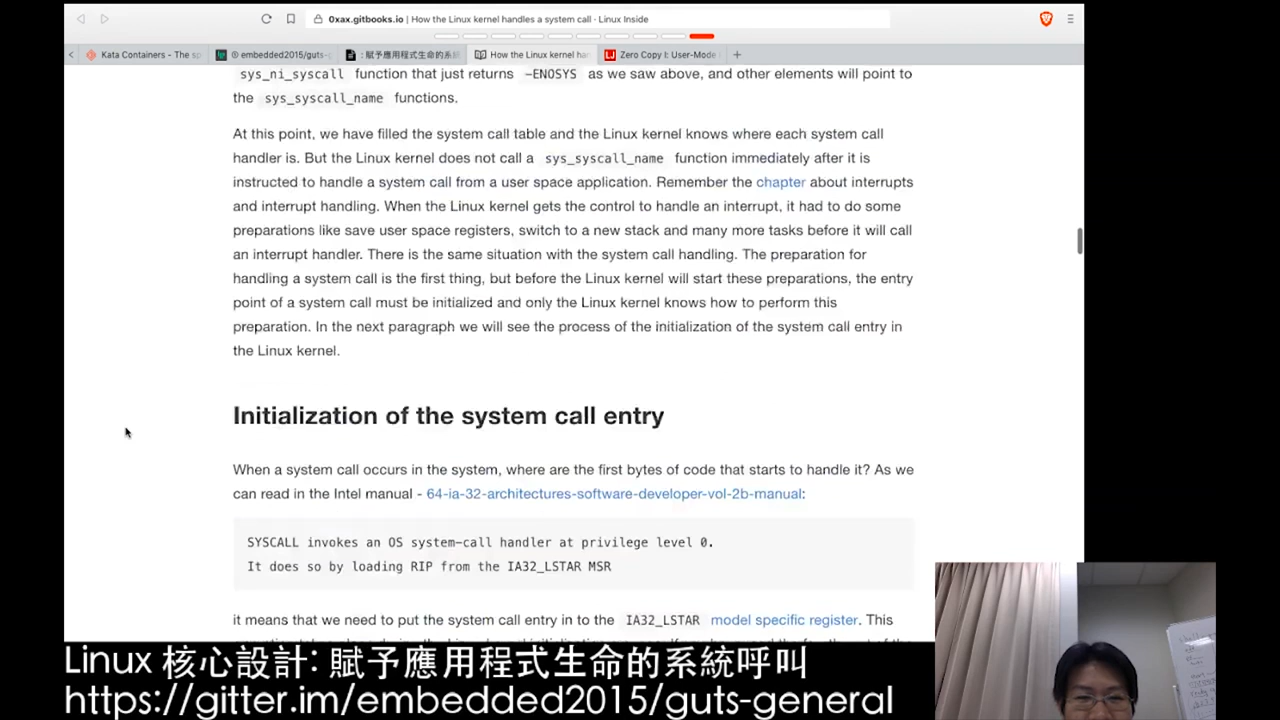 0xax.gitbooks.io | How the Linux kernel handles a system call · Linux Inside
Kata Containers - The sp
embedded2015/guts-g
: 賦予應用程式生命的系統
How the Linux kernel han
Zero Copy I: User-Mode
sys_ni_syscall function that just returns -ENOSYS as we saw above, and other elements will point to
the sys_syscall_name functions.
At this point, we have filled the system call table and the Linux kernel knows where each system call
handler is. But the Linux kernel does not call a sys_syscall_name function immediately after it is
instructed to handle a system call from a user space application. Remember the chapter about interrupts
and interrupt handling. When the Linux kernel gets the control to handle an interrupt, it had to do some
preparations like save user space registers, switch to a new stack and many more tasks before it will call
an interrupt handler. There is the same situation with the system call handling. The preparation for
handling a system call is the first thing, but before the Linux kernel will start these preparations, the entry
point of a system call must be initialized and only the Linux kernel knows how to perform this
preparation. In the next paragraph we will see the process of the initialization of the system call entry in
the Linux kernel.
Initialization of the system call entry
When a system call occurs in the system, where are the first bytes of code that starts to handle it? As we
can read in the Intel manual - 64-ia-32-architectures-software-developer-vol-2b-manual:
SYSCALL invokes an OS system-call handler at privilege level 0.
It does so by loading RIP from the IA32_LSTAR MSR
it means that we need to put the system call entry in to the IA32_LSTAR model specific register. This
Linux 核心設計: 賦予應用程式生命的系統呼叫
https://gitter.im/embedded2015/guts-general